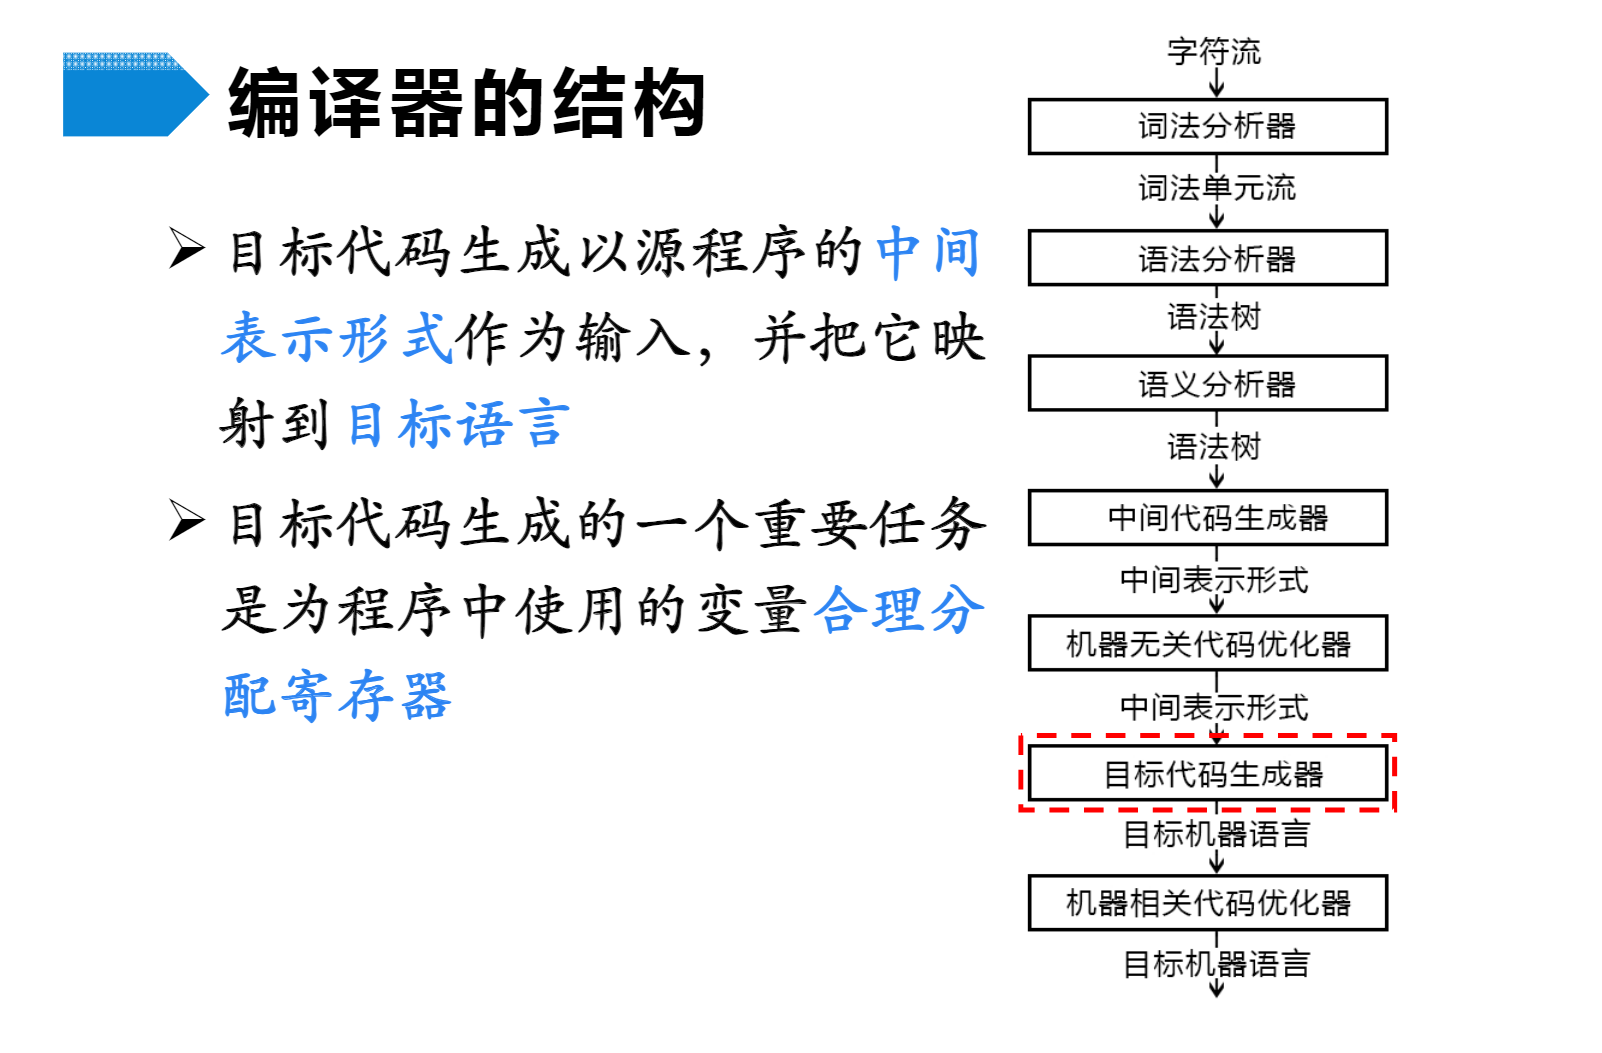 编译器的结构
目标代码生成以源程序的中间
表示形式作为输入，并把它映
射到目标语言
目标代码生成的一个重要任务
是为程序中使用的变量合理分
配寄存器
字符流
词法分析器
词法单元流
语法分析器
语法树
语义分析器
语法树
中间代码生成器
中间表示形式
机器无关代码优化器
中间表示形式
目标代码生成器
目标机器语言
机器相关代码优化器
目标机器语言